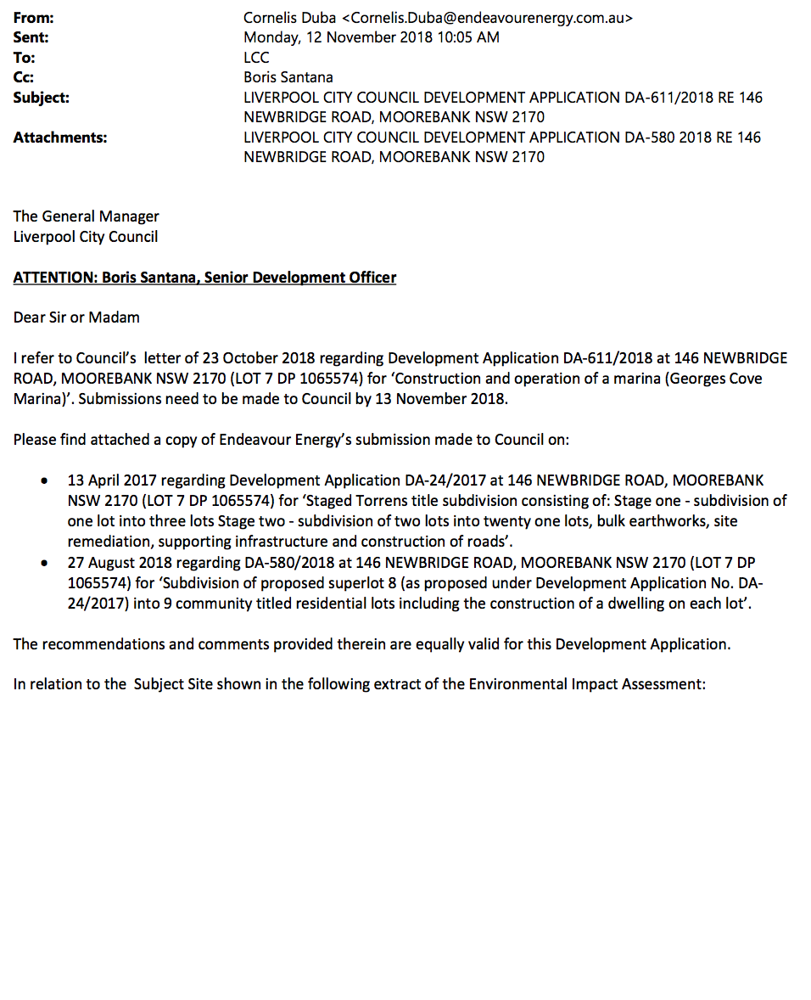 From: Cornelis Duba <Cornelis.Duba@endeavourenergy.com.au>
Sent: Monday, 12 November 2018 10:05 AM
To: LCC
Cc: Boris Santana
Subject: LIVERPOOL CITY COUNCIL DEVELOPMENT APPLICATION DA-611/2018 RE 146
NEWBRIDGE ROAD, MOOREBANK NSW 2170
Attachments: LIVERPOOL CITY COUNCIL DEVELOPMENT APPLICATION DA-580 2018 RE 146
NEWBRIDGE ROAD, MOOREBANK NSW 2170
The General Manager
Liverpool City Council
ATTENTION: Boris Santana, Senior Development Officer
Dear Sir or Madam
I refer to Council’s  letter of 23 October 2018 regarding Development Application DA-611/2018 at 146 NEWBRIDGE
ROAD, MOOREBANK NSW 2170 (LOT 7 DP 1065574) for ‘Construction and operation of a marina (Georges Cove
Marina)’. Submissions need to be made to Council by 13 November 2018.
Please find attached a copy of Endeavour Energy’s submission made to Council on:
• 13 April 2017 regarding Development Application DA-24/2017 at 146 NEWBRIDGE ROAD, MOOREBANK
NSW 2170 (LOT 7 DP 1065574) for ‘Staged Torrens title subdivision consisting of: Stage one - subdivision of
one lot into three lots Stage two - subdivision of two lots into twenty one lots, bulk earthworks, site
remediation, supporting infrastructure and construction of roads’.
• 27 August 2018 regarding DA-580/2018 at 146 NEWBRIDGE ROAD, MOOREBANK NSW 2170 (LOT 7 DP
1065574) for ‘Subdivision of proposed superlot 8 (as proposed under Development Application No. DA-
24/2017) into 9 community titled residential lots including the construction of a dwelling on each lot’.
The recommendations and comments provided therein are equally valid for this Development Application.
In relation to the  Subject Site shown in the following extract of the Environmental Impact Assessment: